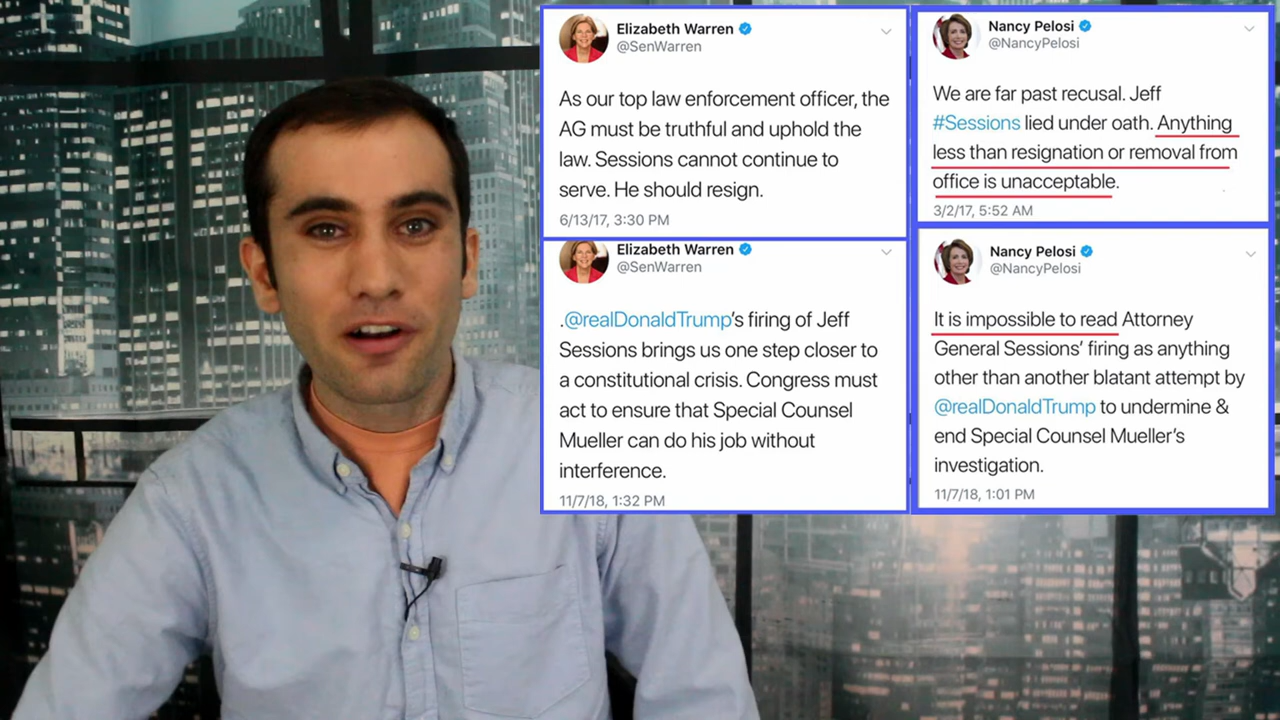 Elizabeth Warren
@SenWarren
As our top law enforcement officer, the
AG must be truthful and uphold the
law. Sessions cannot continue to
serve. He should resign.
6/13/17, 3:30 PM
Elizabeth Warren
@SenWarren
.@realDonaldTrump's firing of Jeff
Sessions brings us one step closer to
a constitutional crisis. Congress must
act to ensure that Special Counsel
Mueller can do his job without
interference.
11/7/18, 1:32 PM
Nancy Pelosi
@NancyPelosi
We are far past recusal. Jeff
#Sessions lied under oath. Anything
less than resignation or removal from
office is unacceptable.
3/2/17, 5:52 AM
Nancy Pelosi
@NancyPelosi
It is impossible to read Attorney
General Sessions' firing as anything
other than another blatant attempt by
@realDonaldTrump to undermine &
end Special Counsel Mueller's
investigation.
11/7/18, 1:01 PM